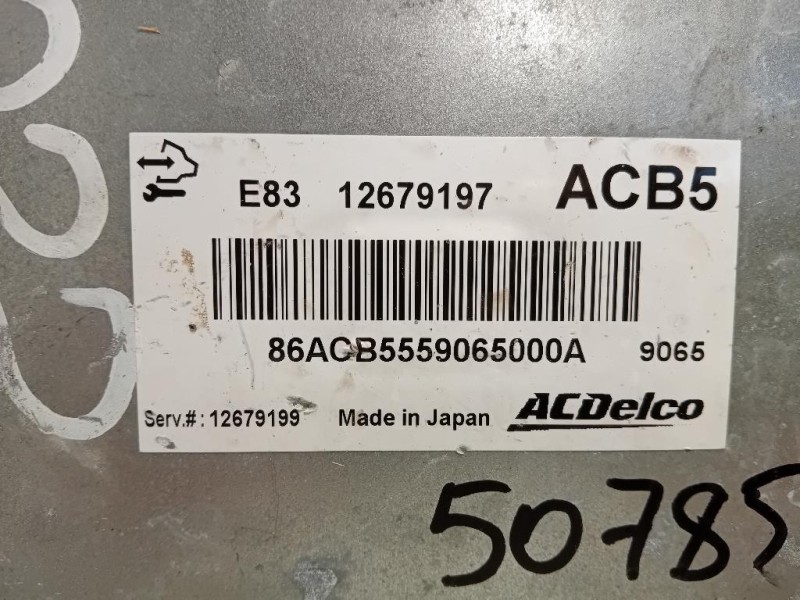 E83 12679197 ACB5
86ACB5559065000A 9065
Serv.#: 12679199 Made in Japan ACDelco
50785